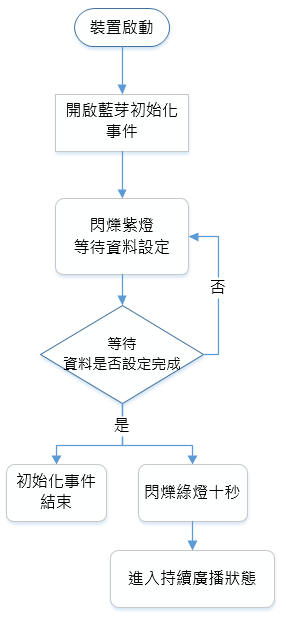 裝置啟動
開啟藍芽初始化
事件
閃爍紫燈
等待資料設定
否
等待
資料是否設定完成
是
初始化事件
結束
閃爍綠燈十秒
進入持續廣播狀態